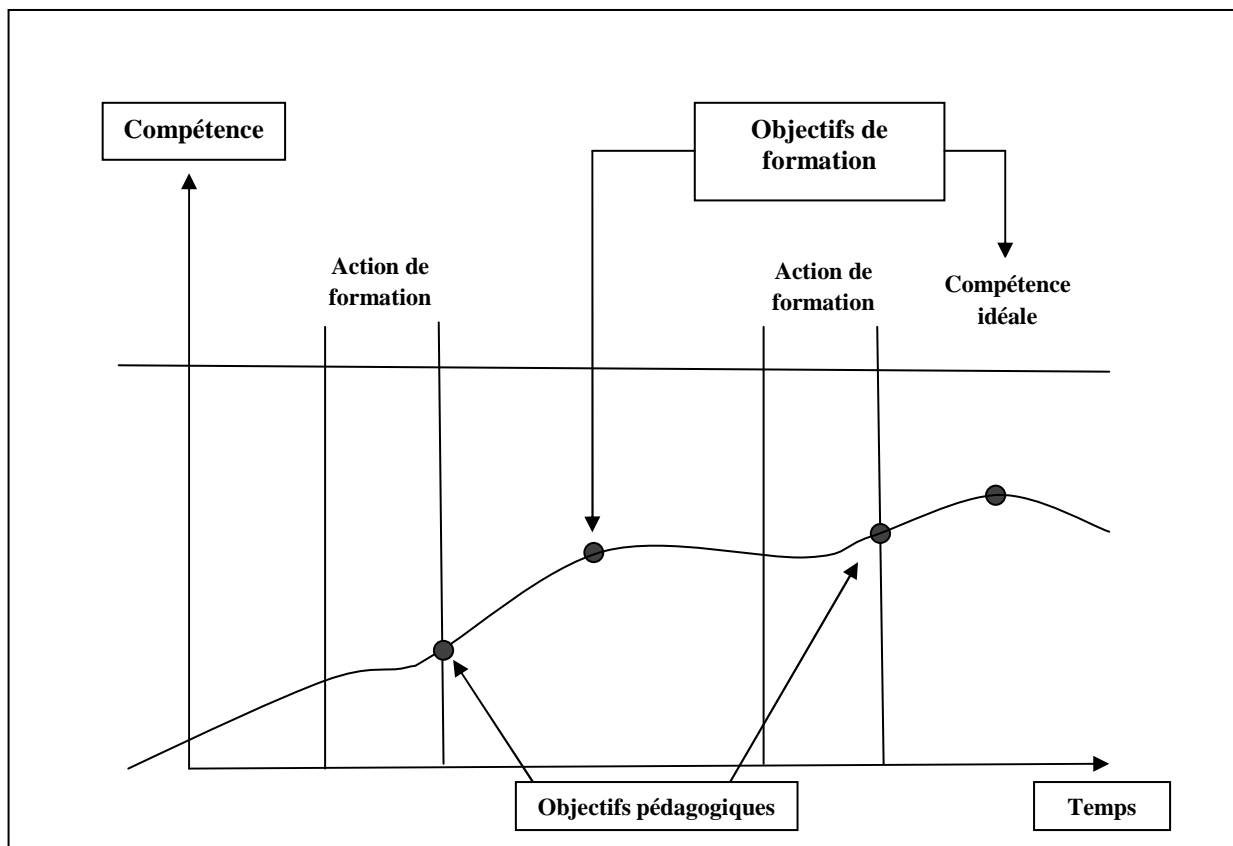 Compétence
Objectifs de
formation
Action de
formation
Action de
formation
Compétence
idéale
Objectifs pédagogiques
Temps